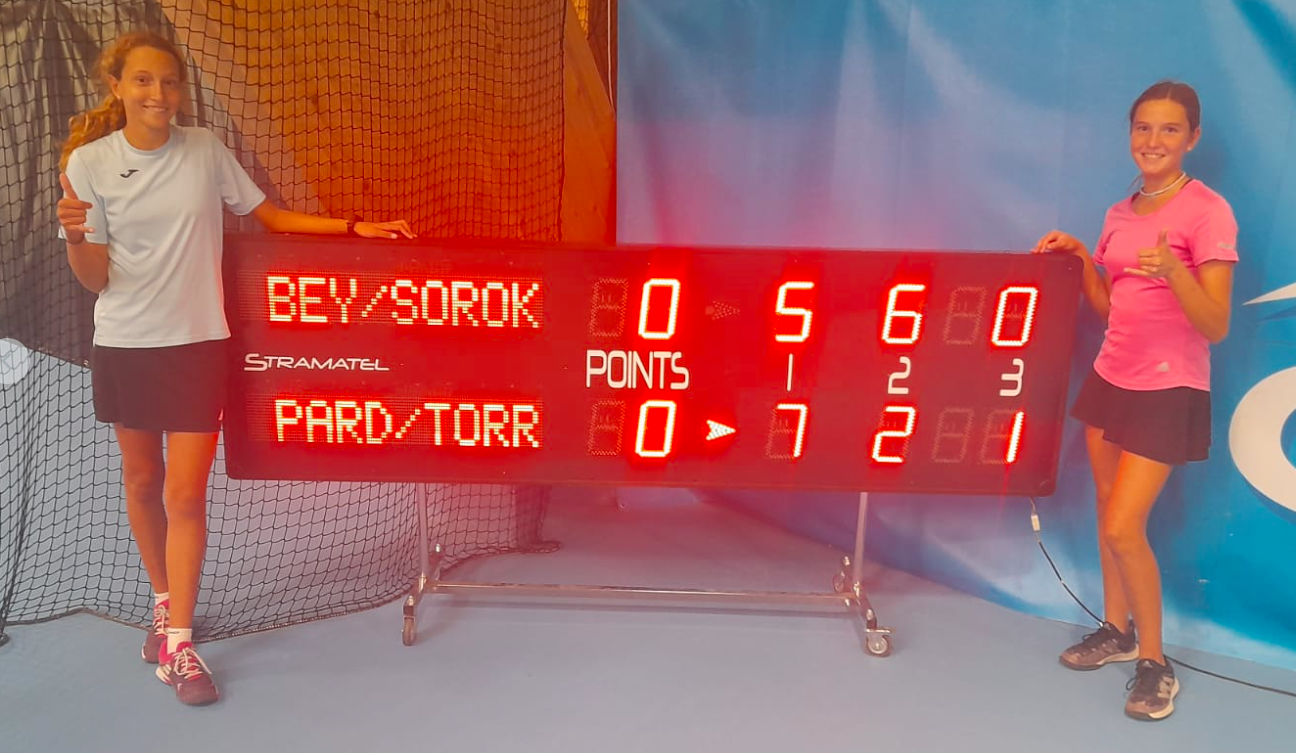 BEY/SOROK 0 5 6 0
STRAMATEL POINTS 1 2 3
PARD/TORR 0 7 2 1